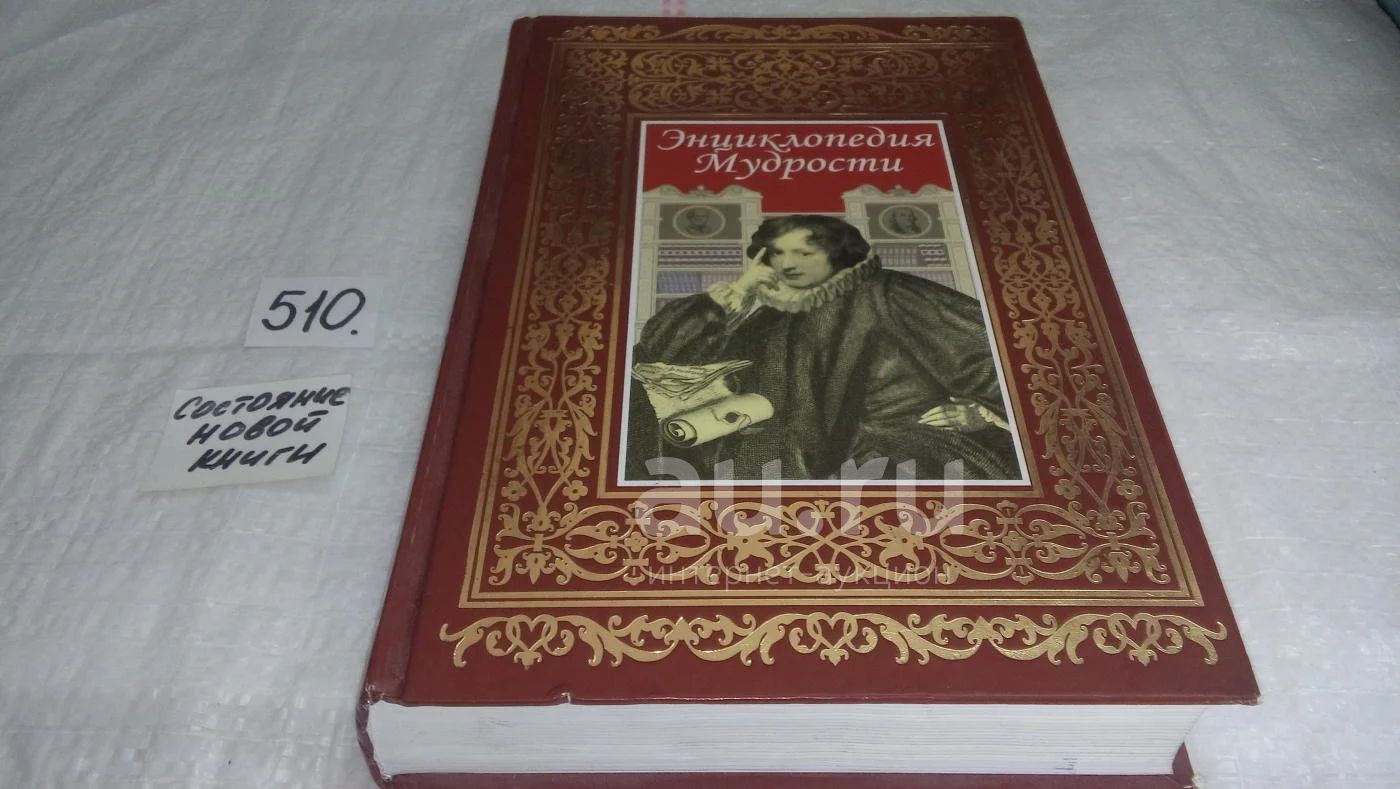 Энциклопедия
Мудрости
510.
Состояние
новой
книги
au.ru
интернет аукцион